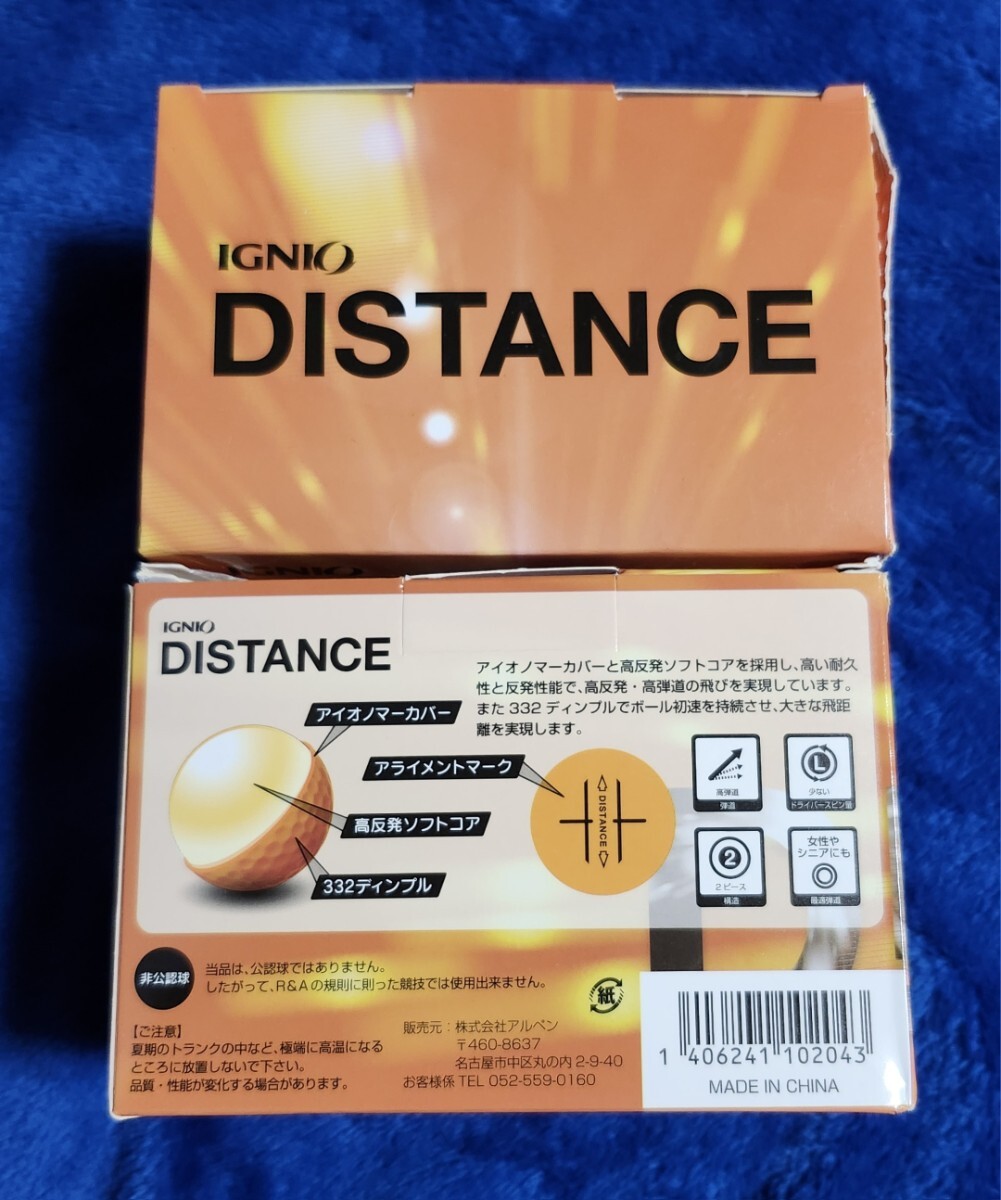 IGNIO
DISTANCE
IGNIO
DISTANCE
アイオノマーカバーと高反発ソフトコアを採用し、高い耐久
性と反発性能で、高反発・高弾道の飛びを実現しています。
また 332 ディンプルでボール初速を持続させ、大きな飛距
離を実現します。
アイオノマーカバー
アライメントマーク
高反発ソフトコア
332ディンプル
DISTANCE
高弾道
弾道
L
少ない
ドライバースピン量
2
2ピース
構造
女性や
シニアにも
最適弾道
非公認球
当品は、公認球ではありません。
したがって、R&Aの規則に則った競技では使用出来ません。
【ご注意】
夏期のトランクの中など、極端に高温になる
ところに放置しないで下さい。
品質・性能が変化する場合があります。
販売元：株式会社アルペン
〒460-8637
名古屋市中区丸の内 2-9-40
お客様係 TEL 052-559-0160
紙
1 406241 102043
MADE IN CHINA